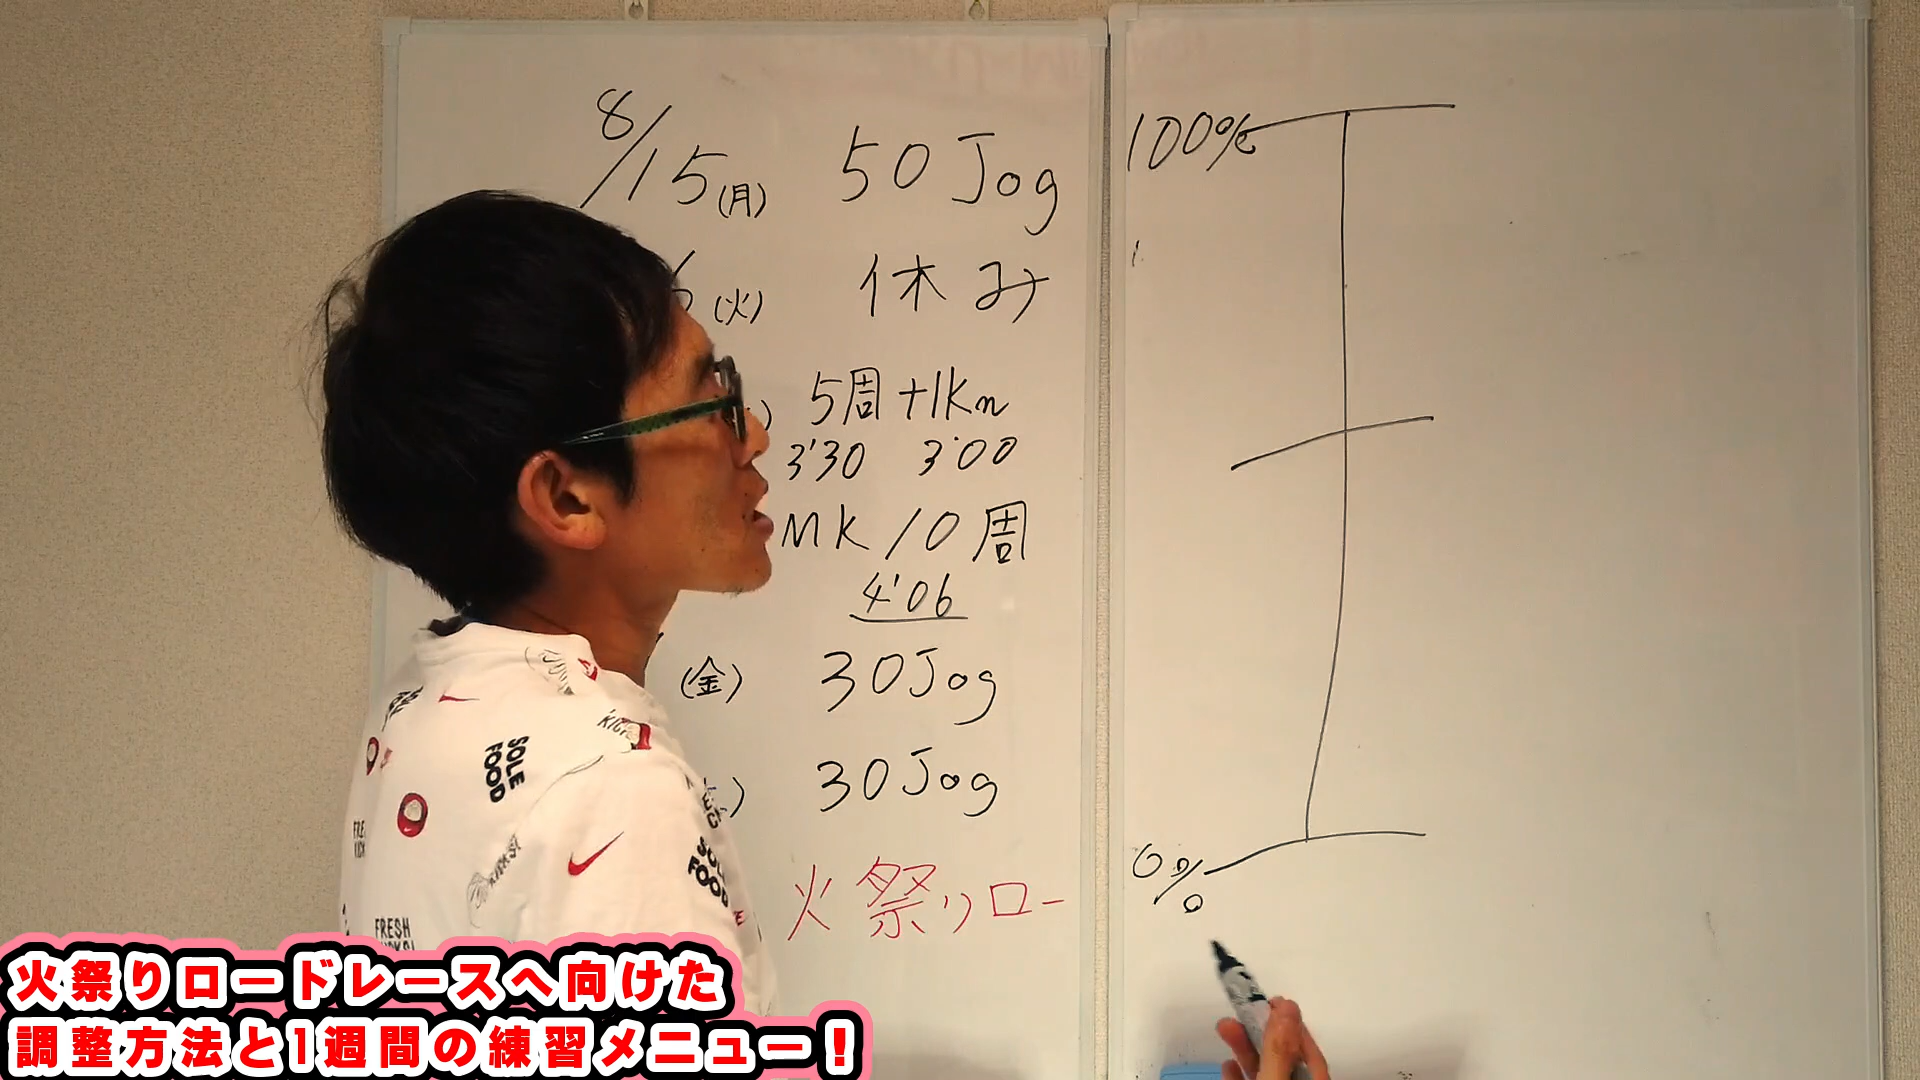 8/15(月) 50Jog
(火) 休み
5周+1km
3'30 3'00
MK 10周
4'06
(金) 30Jog
30Jog
火祭りロー
100%
0%
SOLE
FOOD
FRESH
火祭りロードレースへ向けた
調整方法と1週間の練習メニュー！